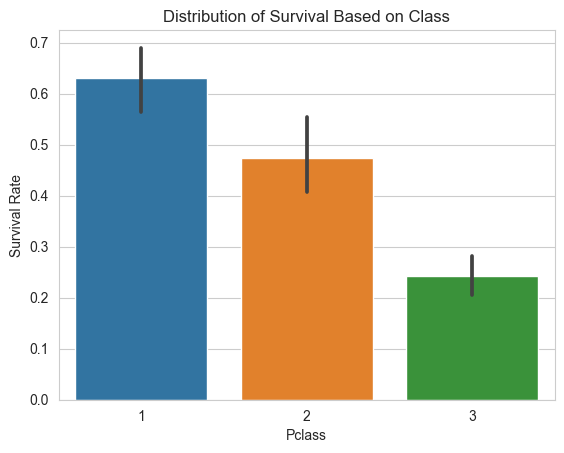 Distribution of Survival Based on Class
0.7
0.6
0.5
0.4
0.3
0.2
0.1
0.0
Survival Rate
1 2 3
Pclass